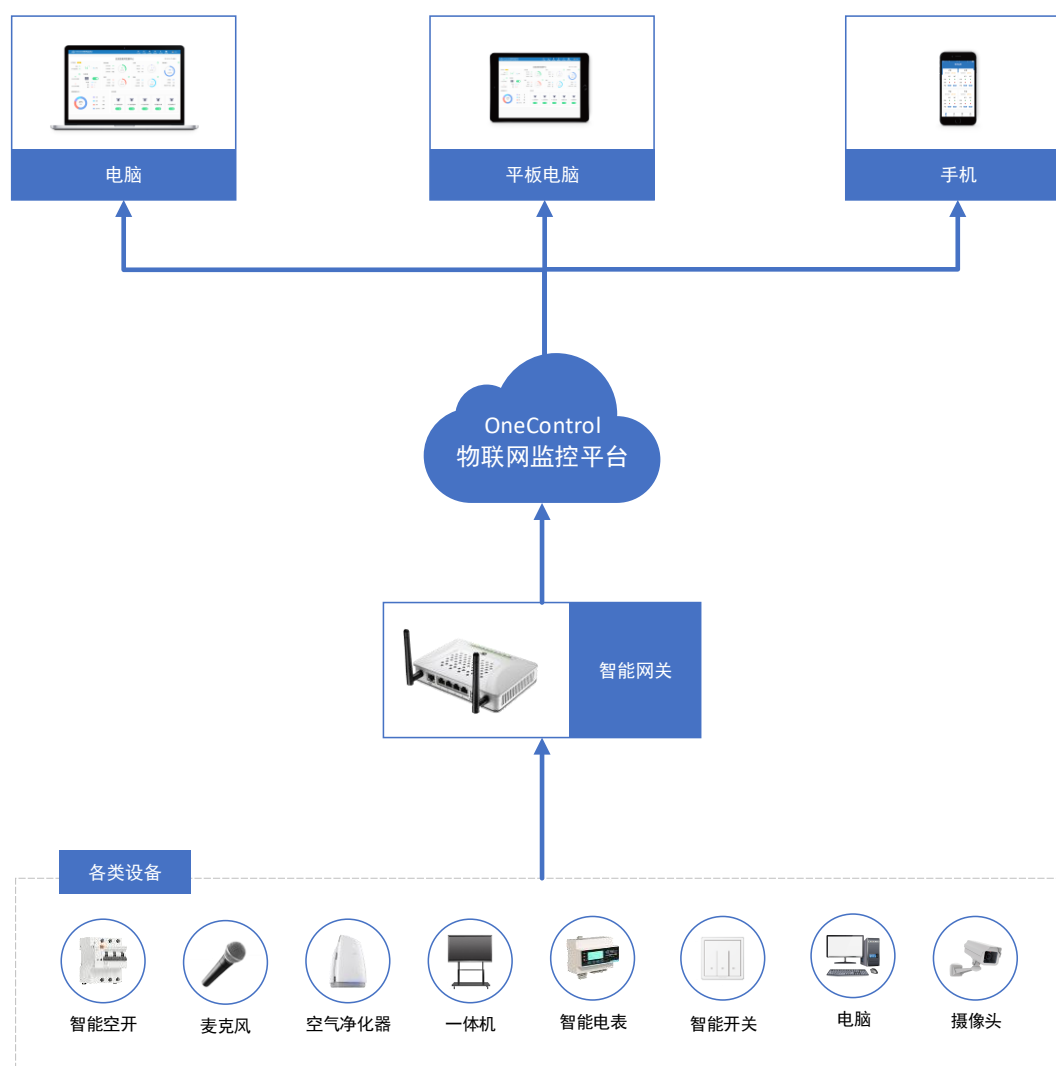 电脑
平板电脑
手机
OneControl
物联网监控平台
智能网关
各类设备
智能空开
麦克风
空气净化器
一体机
智能电表
智能开关
电脑
摄像头